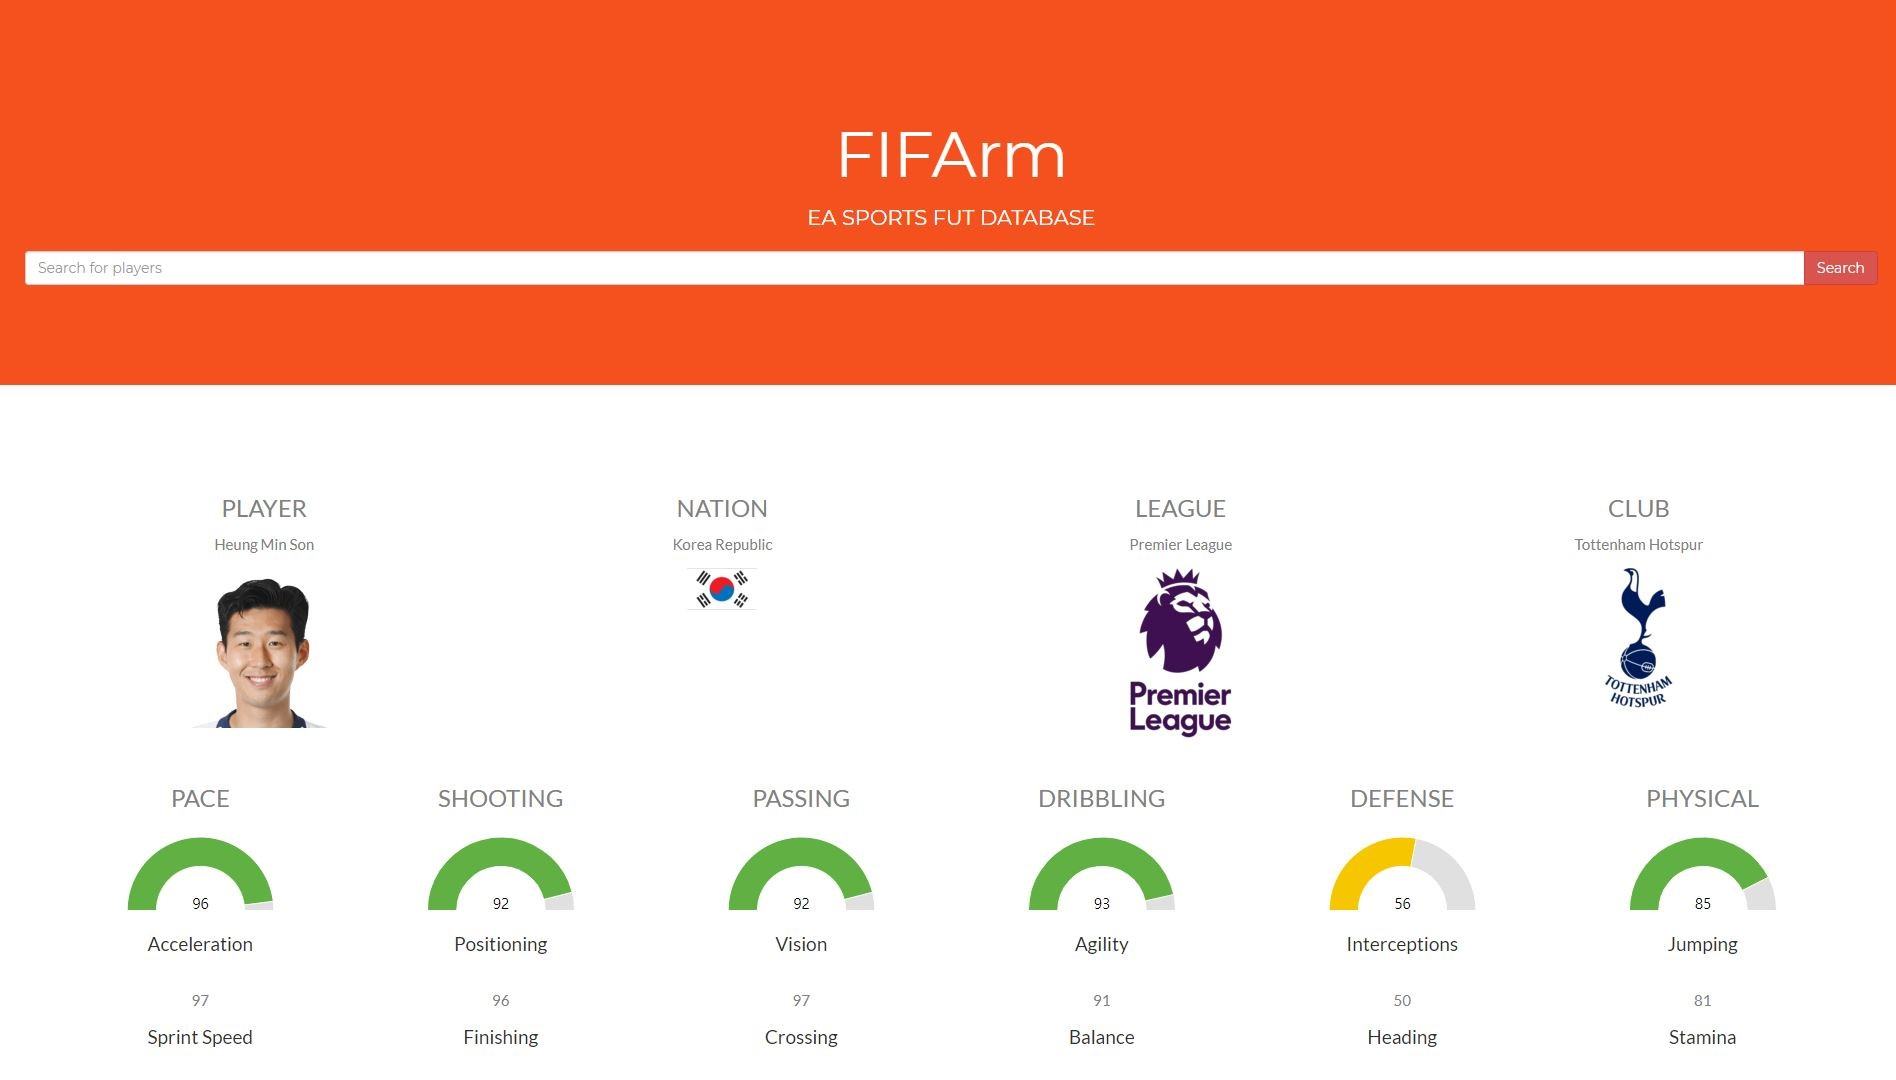 FIFArm
EA SPORTS FUT DATABASE
Search for players
Search
PLAYER
Heung Min Son
NATION
Korea Republic
LEAGUE
Premier League
Premier
League
CLUB
Tottenham Hotspur
TOTTENHAM
HOTSPUR
PACE
96
Acceleration
97
Sprint Speed
SHOOTING
92
Positioning
96
Finishing
PASSING
92
Vision
97
Crossing
DRIBBLING
93
Agility
91
Balance
DEFENSE
56
Interceptions
50
Heading
PHYSICAL
85
Jumping
81
Stamina